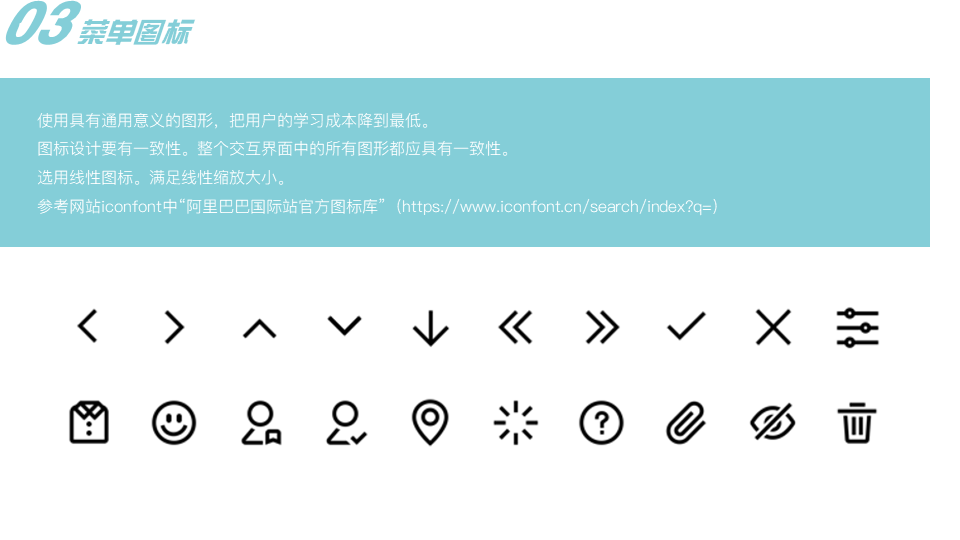 03 菜单图标
使用具有通用意义的图形，把用户的学习成本降到最低。
图标设计要有一致性。整个交互界面中的所有图形都应具有一致性。
选用线性图标。满足线性缩放大小。
参考网站iconfont中“阿里巴巴国际站官方图标库”（https://www.iconfont.cn/search/index?q=）